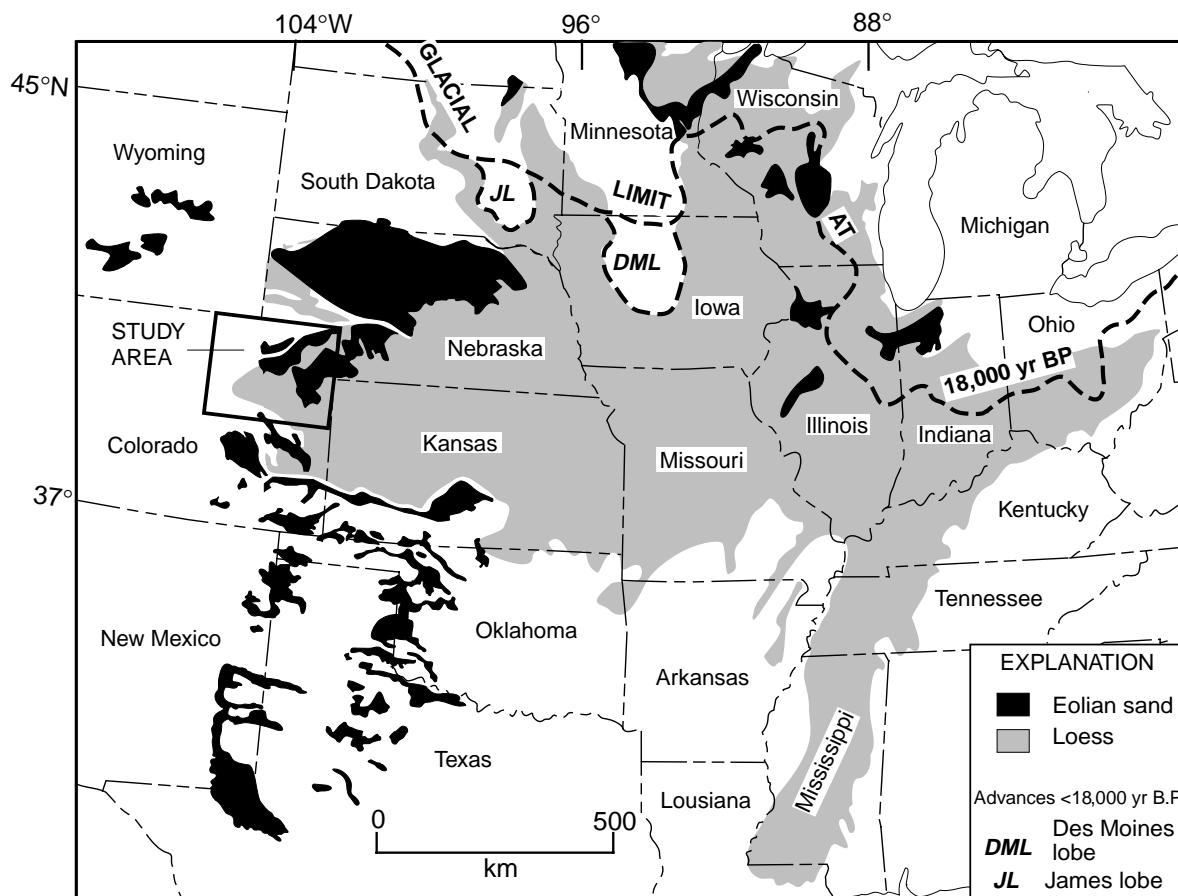 104°W
96°
88°
45°N
GLACIAL
Wisconsin
Minnesota
Wyoming
South Dakota
JL
LIMIT
AT
Michigan
DML
Iowa
STUDY
AREA
Ohio
Nebraska
18,000 yr BP
Illinois
Indiana
Colorado
Kansas
Missouri
37°
Kentucky
Tennessee
New Mexico
Oklahoma
Arkansas
Mississippi
Texas
Lousiana
0 500
km
EXPLANATION
Eolian sand
Loess
Advances <18,000 yr B.P
DML Des Moines
lobe
JL James lobe